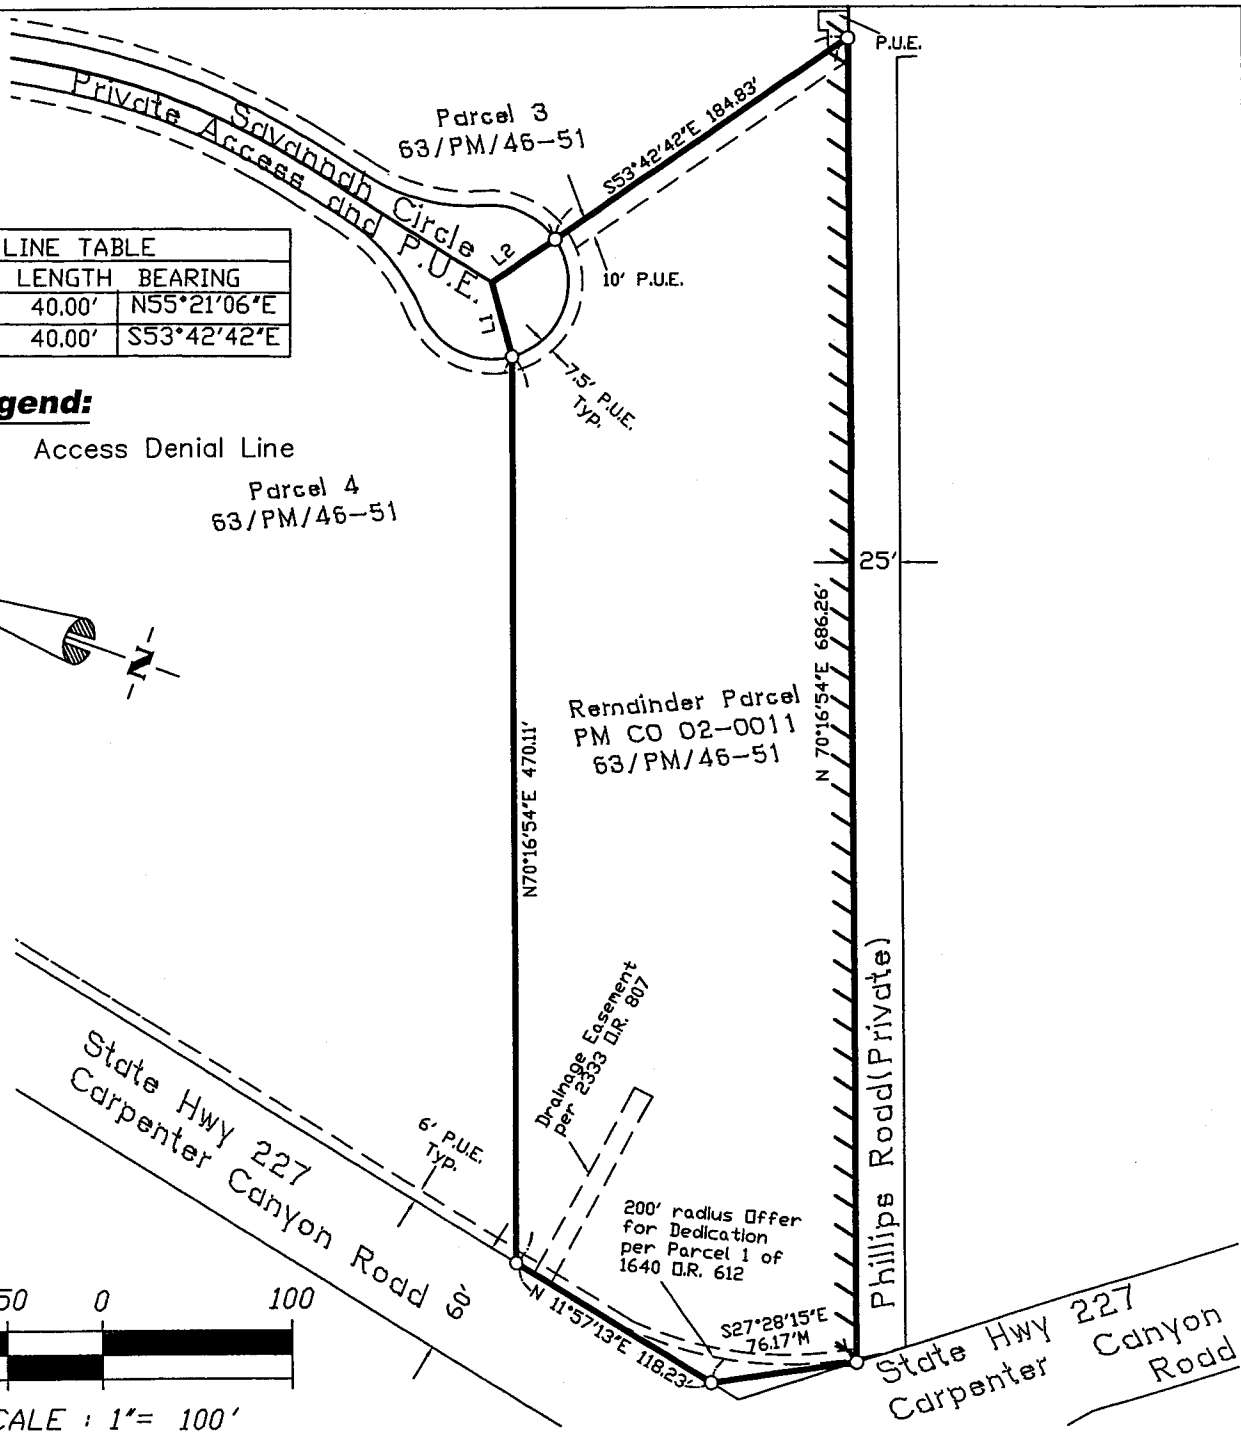 P.U.E.
Parcel 3
63/PM/46-51
S53°42'42"E 184.83'
Savannah Circle
Private Access and P.U.E.
L2
L1
10' P.U.E.
7.5' P.U.E.
Typ.
LINE TABLE
LENGTH BEARING
40.00' N55°21'06"E
40.00' S53°42'42"E
gend:
Access Denial Line
Parcel 4
63/PM/46-51
N
25'
N 70°16'54"E 686.26'
Remainder Parcel
PM CO 02-0011
63/PM/46-51
N70°16'54"E 470.11'
Drainage Easement
per 2333 O.R. 807
Phillips Road(Private)
State Hwy 227
Carpenter Canyon Road 60'
6' P.U.E.
Typ.
200' radius Offer
for Dedication
per Parcel 1 of
1640 O.R. 612
N 11°57'13"E 118.23'
S27°28'15"E
76.17'M
State Hwy 227
Carpenter Canyon
Road
50 0 100
CALE : 1"= 100'